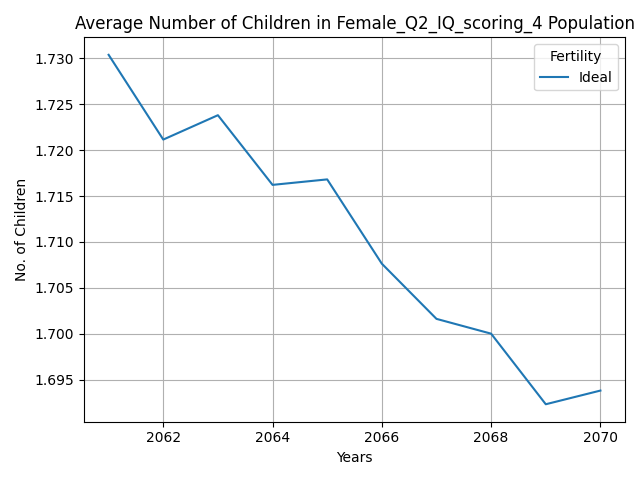 Average Number of Children in Female_Q2_IQ_scoring_4 Population
Fertility
Ideal
No. of Children
1.730
1.725
1.720
1.715
1.710
1.705
1.700
1.695
2062 2064 2066 2068 2070
Years